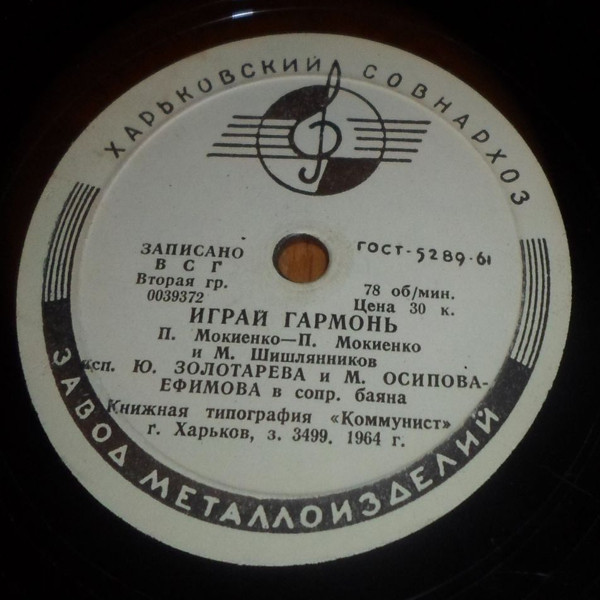 ХАРЬКОВСКИЙ СОВНАРХОЗ
ЗАПИСАНО
В С Г
Вторая гр.
0039372
ГОСТ-5289-61
78 об/мин.
Цена 30 к.
ИГРАЙ ГАРМОНЬ
П. Мокиенко—П. Мокиенко
и М. Шишлянников
Исп. Ю. ЗОЛОТАРЕВА и М. ОСИПОВА-
ЕФИМОВА в сопр. баяна
Книжная типография «Коммунист»
г. Харьков, з. 3499. 1964 г.
ЗАВОД МЕТАЛЛОИЗДЕЛИЙ